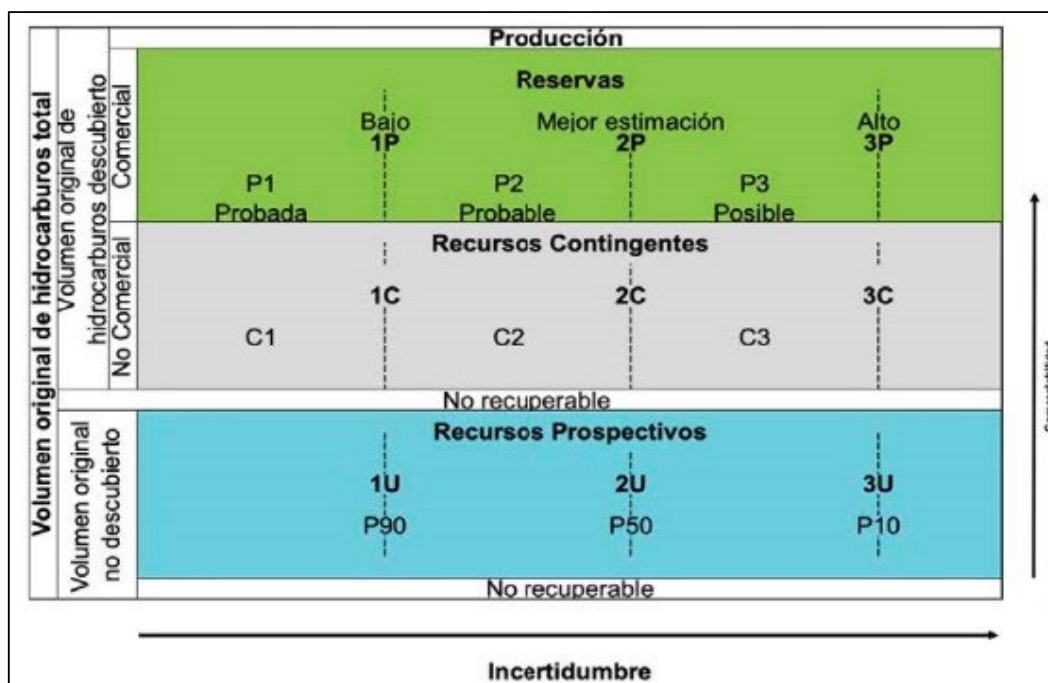 Producción
Reservas
Bajo Mejor estimación Alto
1P 2P 3P
P1 P2 P3
Probada Probable Posible
Recursos Contingentes
1C 2C 3C
C1 C2 C3
No recuperable
Recursos Prospectivos
1U 2U 3U
P90 P50 P10
No recuperable
Incertidumbre
Volumen original de hidrocarburos total
Volumen original de
hidrocarburos descubierto
Comercial
No Comercial
Volumen original
no descubierto